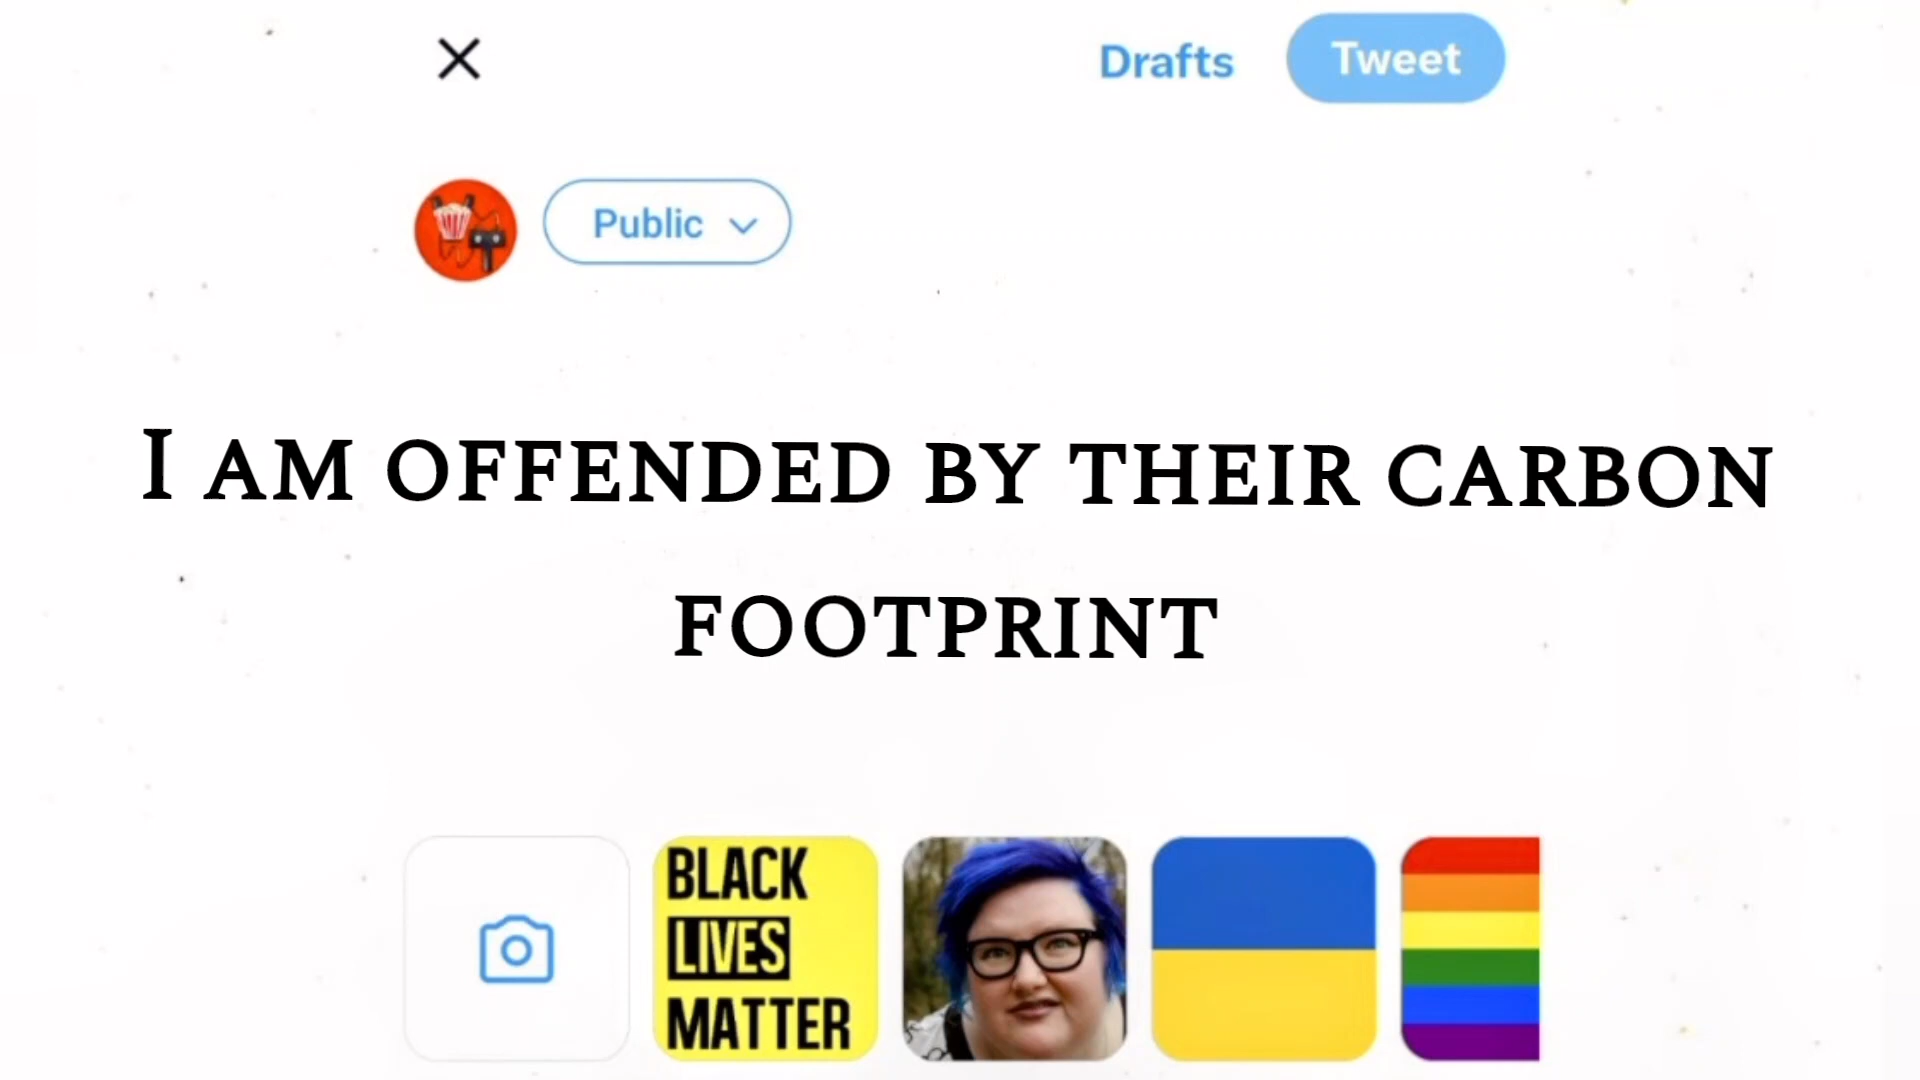 Drafts Tweet
Public
I AM OFFENDED BY THEIR CARBON
FOOTPRINT
BLACK
LIVES
MATTER